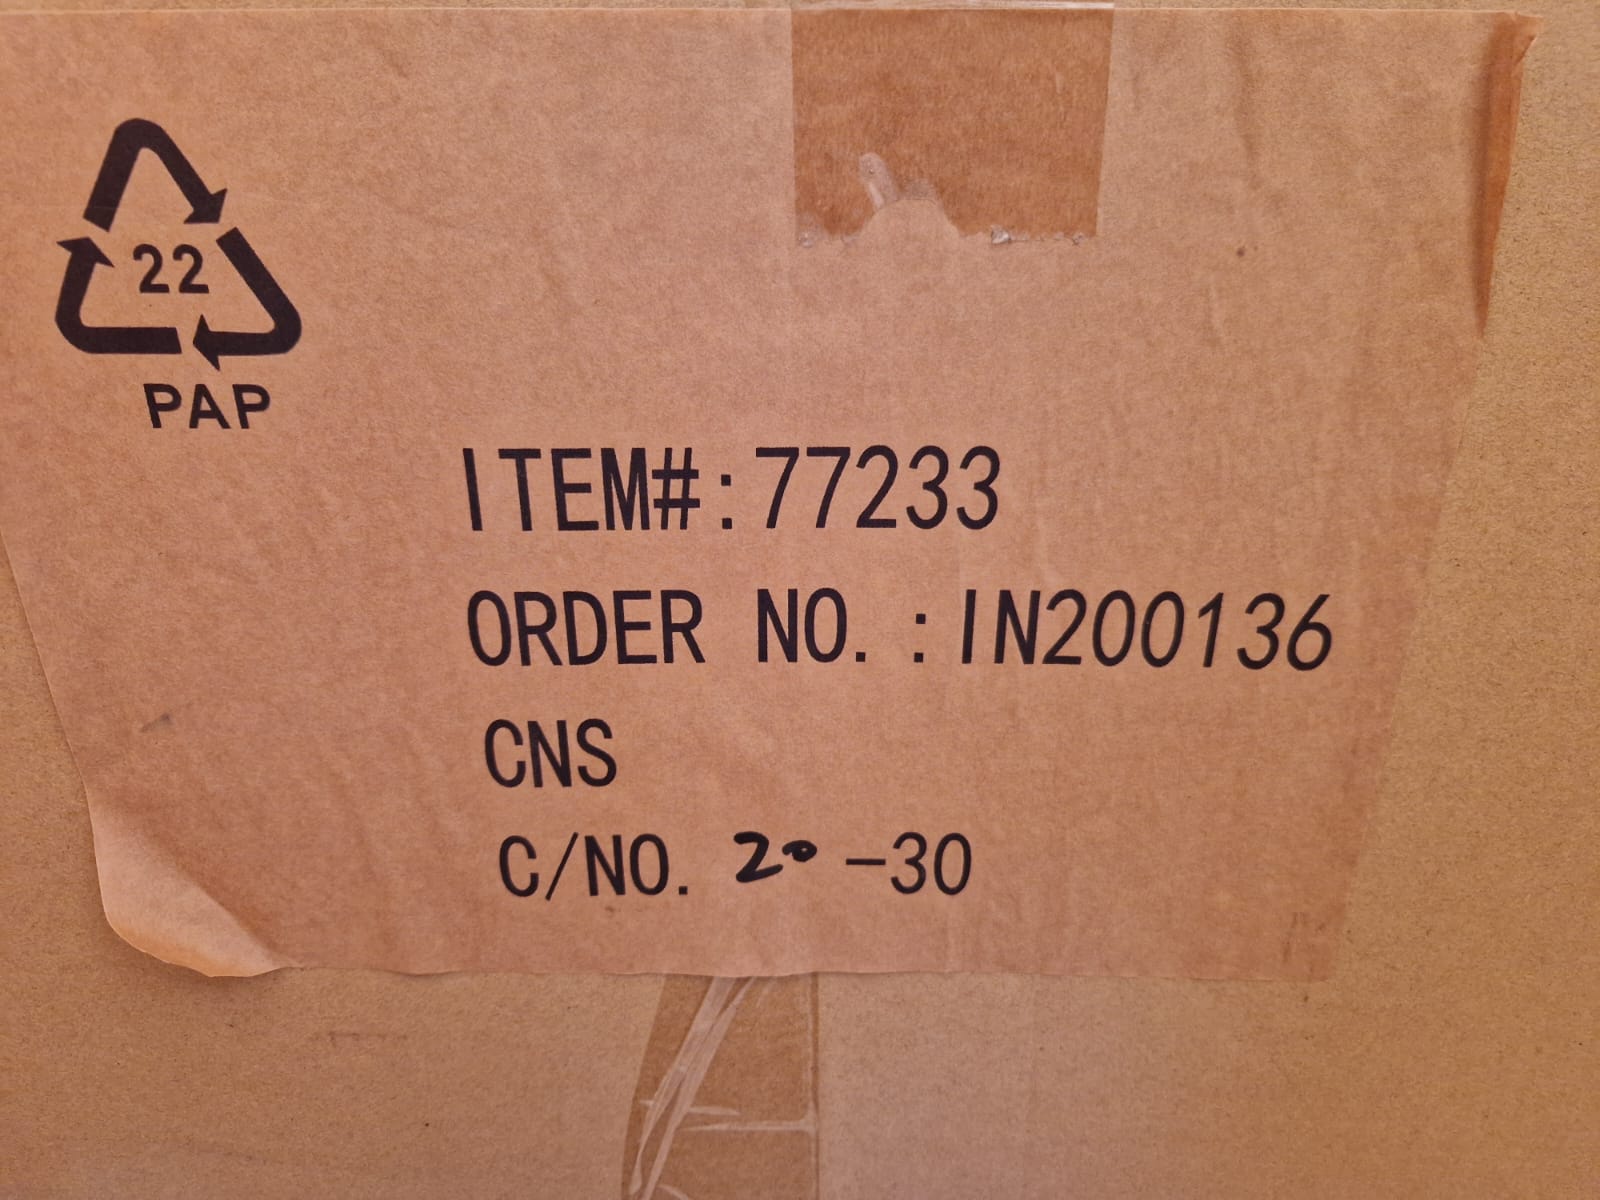 22
PAP
ITEM#:77233
ORDER NO.:IN200136
CNS
C/NO. 20-30